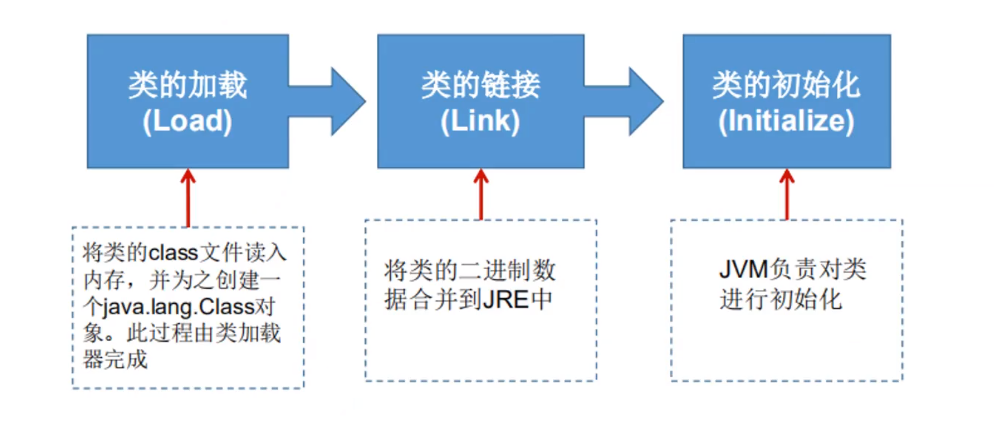 类的加载
(Load)
类的链接
(Link)
类的初始化
(Initialize)
将类的class文件读入
内存，并为之创建一
个java.lang.Class对
象。此过程由类加载
器完成
将类的二进制数
据合并到JRE中
JVM负责对类
进行初始化